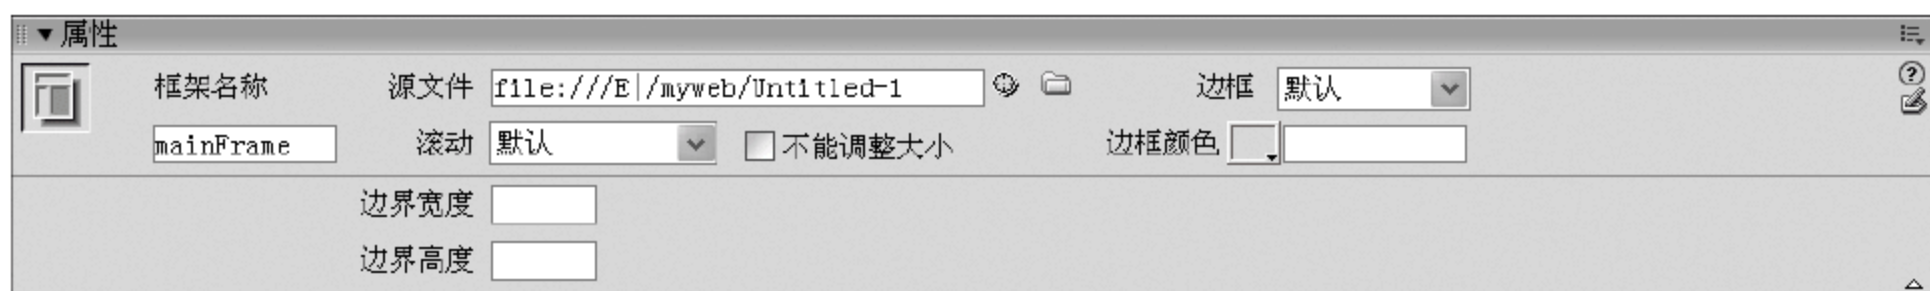 属性
框架名称 源文件 file:///E|/myweb/Untitled-1 边框 默认
mainFrame 滚动 默认 不能调整大小 边框颜色
边界宽度
边界高度